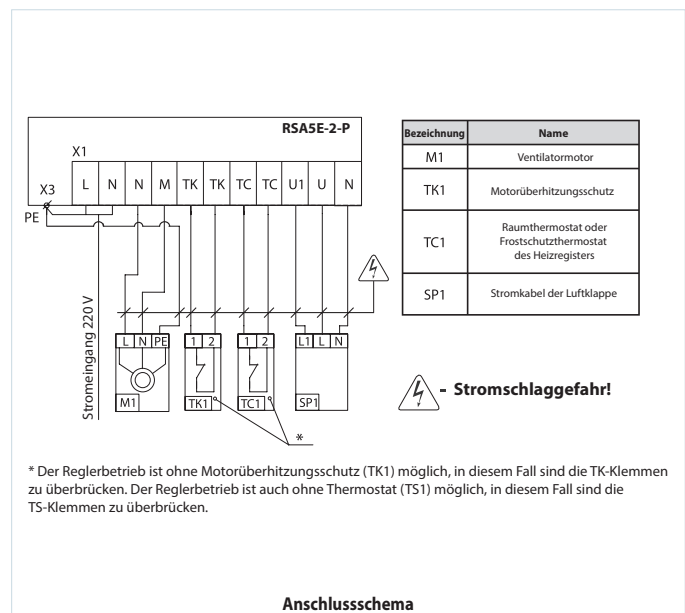 RSA5E-2-P
X1
X3
L N N M TK TK TC TC U1 U N
PE
Stromeingang 220 V
L N PE
1 2
1 2
L1 L N
M1
TK1
TC1
SP1
*
Bezeichnung Name
M1 Ventilatormotor
TK1 Motorüberhitzungsschutz
TC1 Raumthermostat oder
Frostschutzthermostat
des Heizregisters
SP1 Stromkabel der Luftklappe
- Stromschlaggefahr!
* Der Reglerbetrieb ist ohne Motorüberhitzungsschutz (TK1) möglich, in diesem Fall sind die TK-Klemmen
zu überbrücken. Der Reglerbetrieb ist auch ohne Thermostat (TS1) möglich, in diesem Fall sind die
TS-Klemmen zu überbrücken.
Anschlussschema